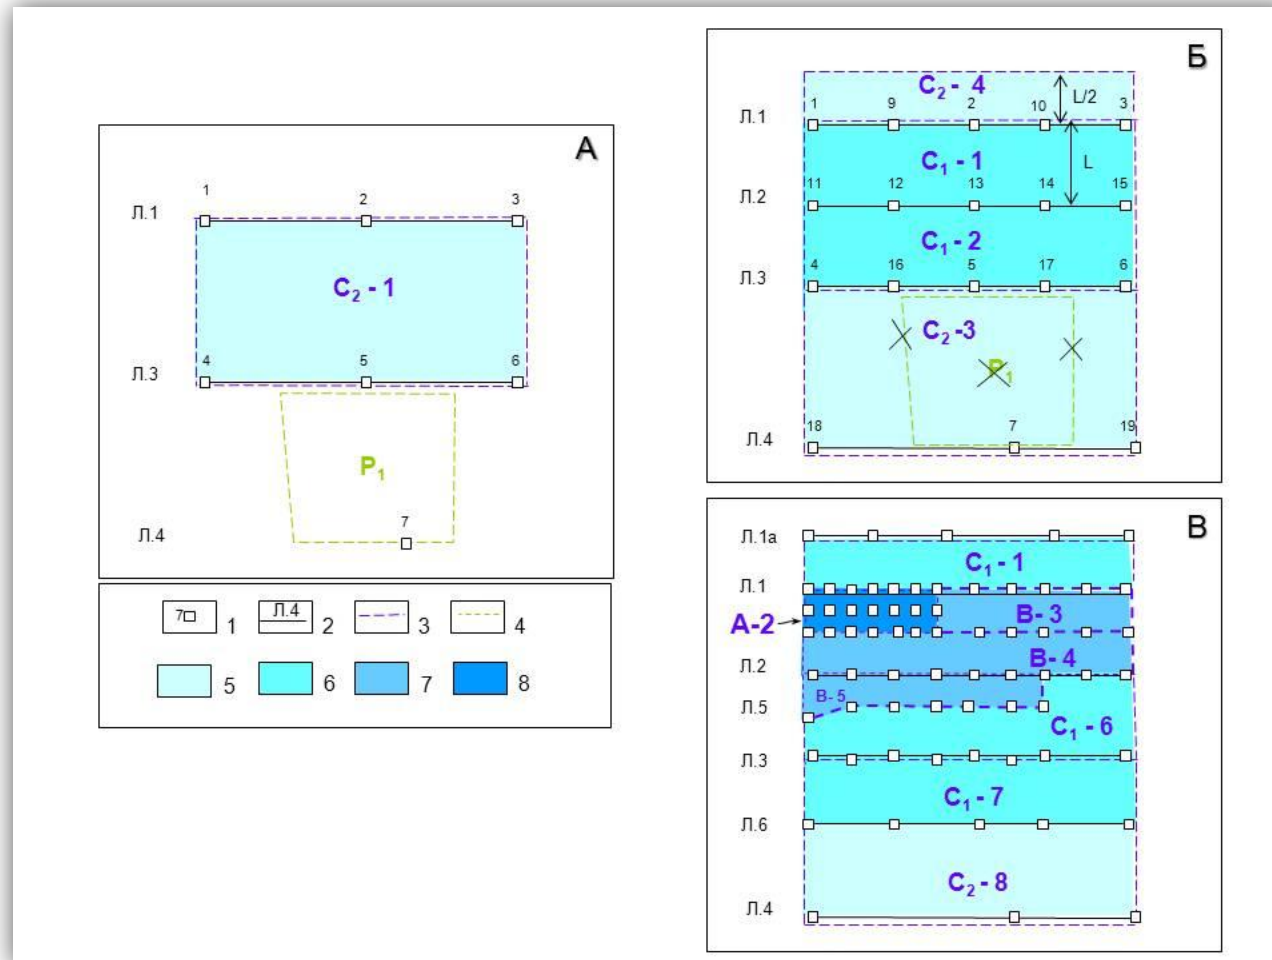 А
1 2 3
Л.1
C₂ - 1
4 5 6
Л.3
P₁
7
Л.4
7 1 Л.4 2 3 4
5 6 7 8
Б
C₂ - 4
L/2
1 9 2 10 3
Л.1
C₁ - 1
L
11 12 13 14 15
Л.2
C₁ - 2
4 16 5 17 6
Л.3
C₂ -3
P₁
18 7 19
Л.4
В
Л.1а
C₁ - 1
Л.1
А-2
В- 3
В- 4
Л.2
В- 5
Л.5
C₁ - 6
Л.3
C₁ - 7
Л.6
C₂ - 8
Л.4